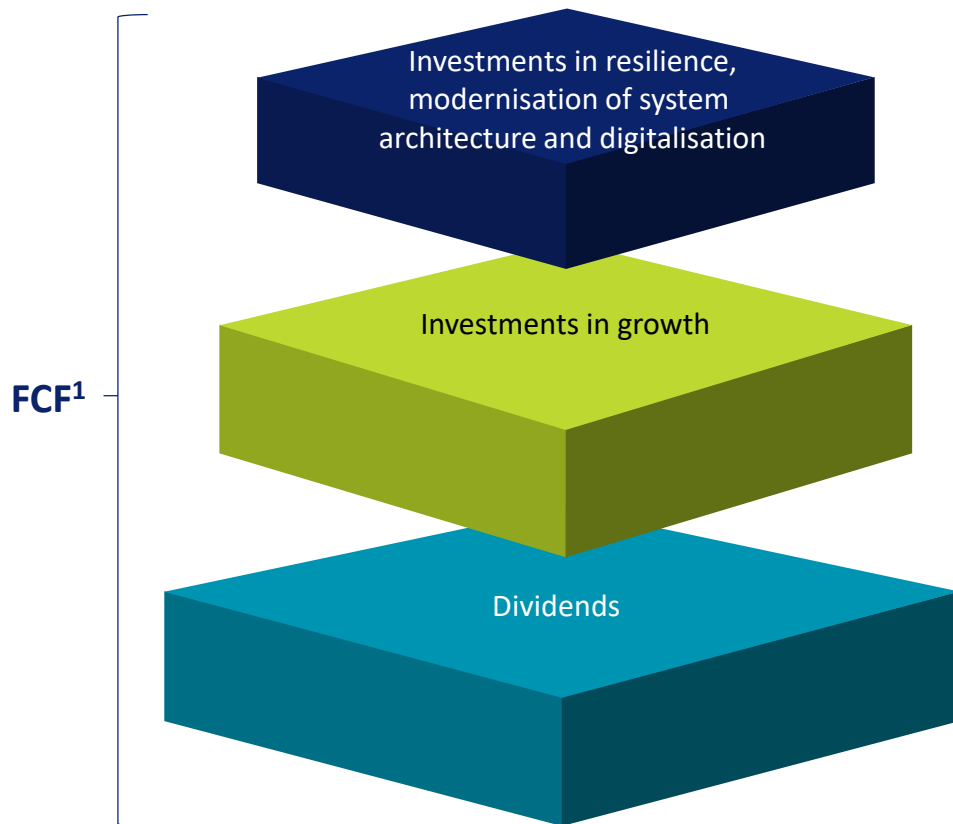 Investments in resilience,
modernisation of system
architecture and digitalisation
Investments in growth
FCF¹
Dividends